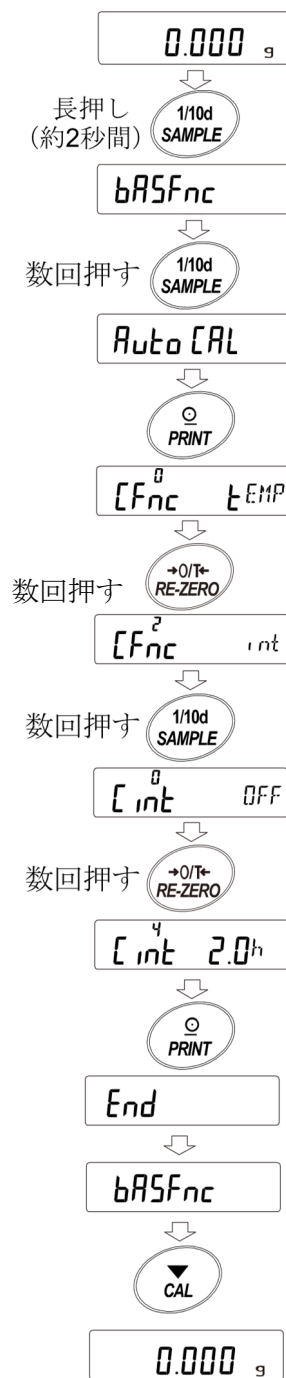 0.000 g
長押し
(約2秒間)
1/10d
SAMPLE
bASFnc
数回押す
1/10d
SAMPLE
Auto CAL
PRINT
0
CFnc tEMP
数回押す
→O/T←
RE-ZERO
2
CFnc int
数回押す
1/10d
SAMPLE
0
C int OFF
数回押す
→O/T←
RE-ZERO
4
C int 2.0h
PRINT
End
bASFnc
CAL
0.000 g